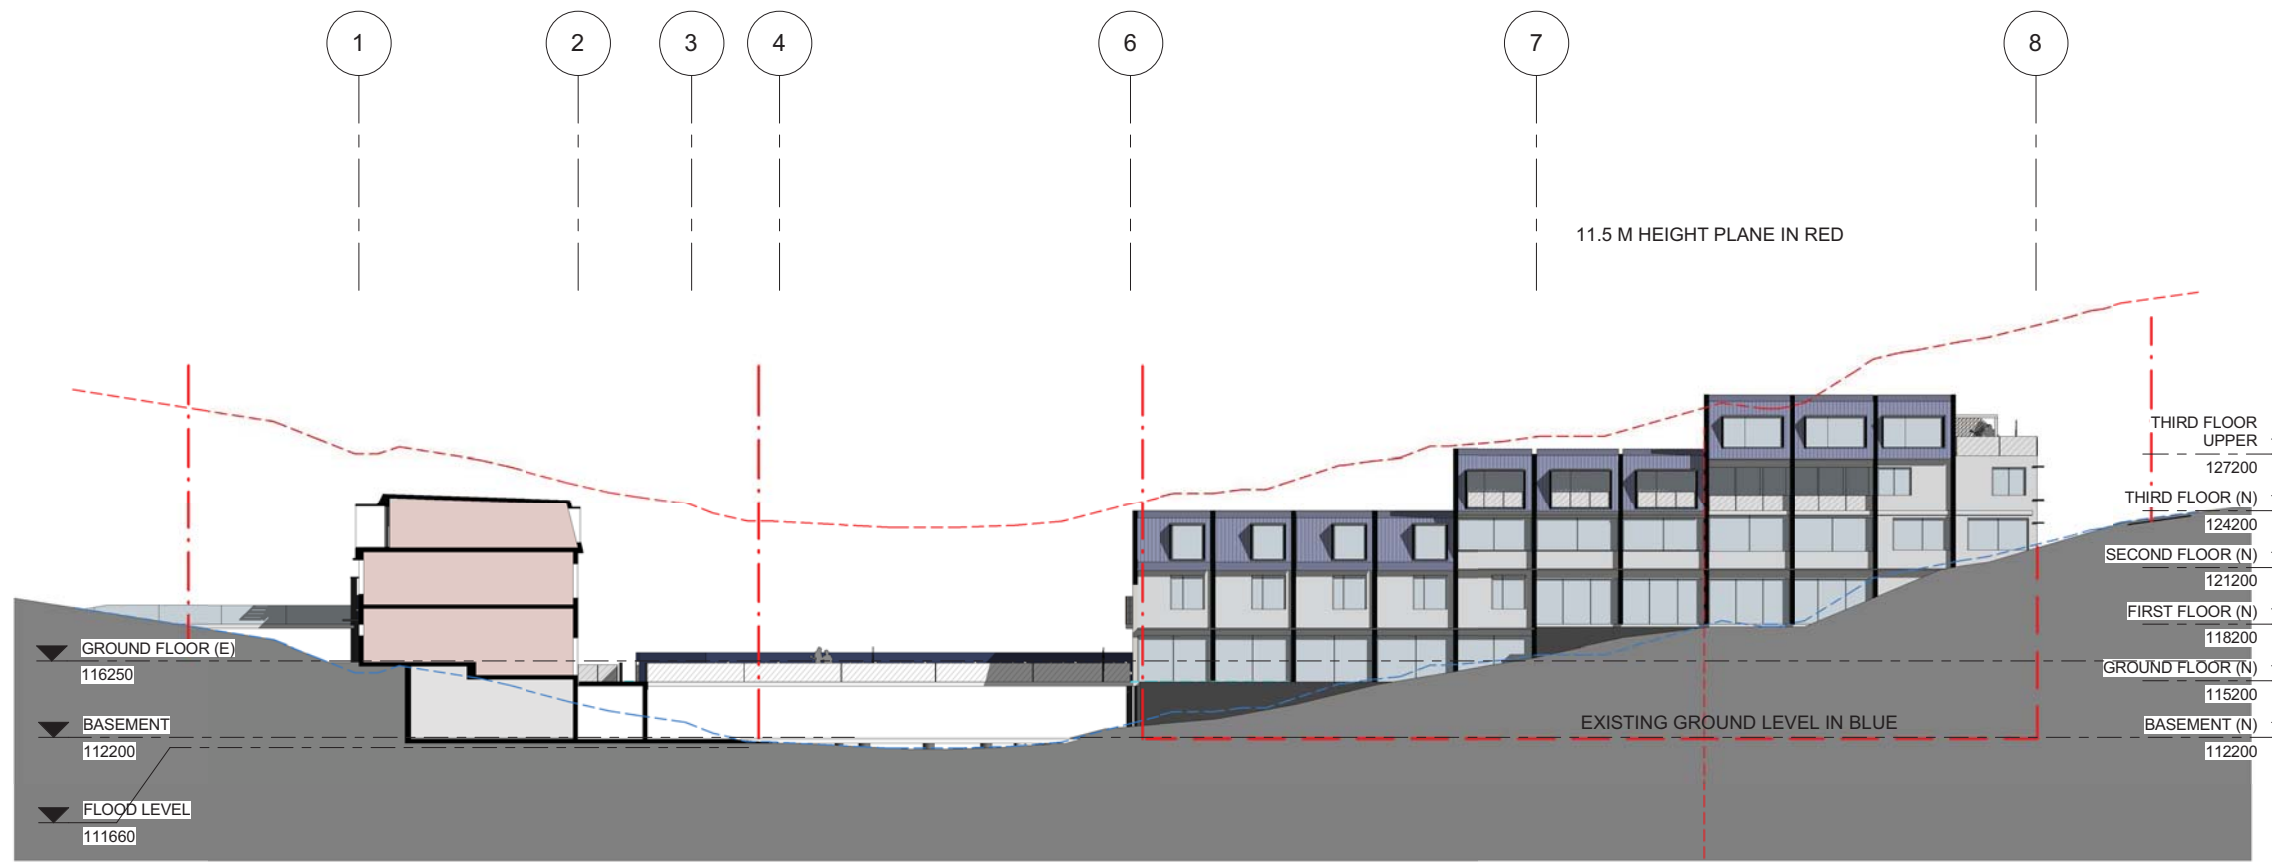 1
2
3
4
6
7
8
11.5 M HEIGHT PLANE IN RED
THIRD FLOOR
UPPER
127200
THIRD FLOOR (N)
124200
SECOND FLOOR (N)
121200
FIRST FLOOR (N)
118200
GROUND FLOOR (N)
115200
BASEMENT (N)
112200
GROUND FLOOR (E)
116250
BASEMENT
112200
FLOOD LEVEL
111660
EXISTING GROUND LEVEL IN BLUE